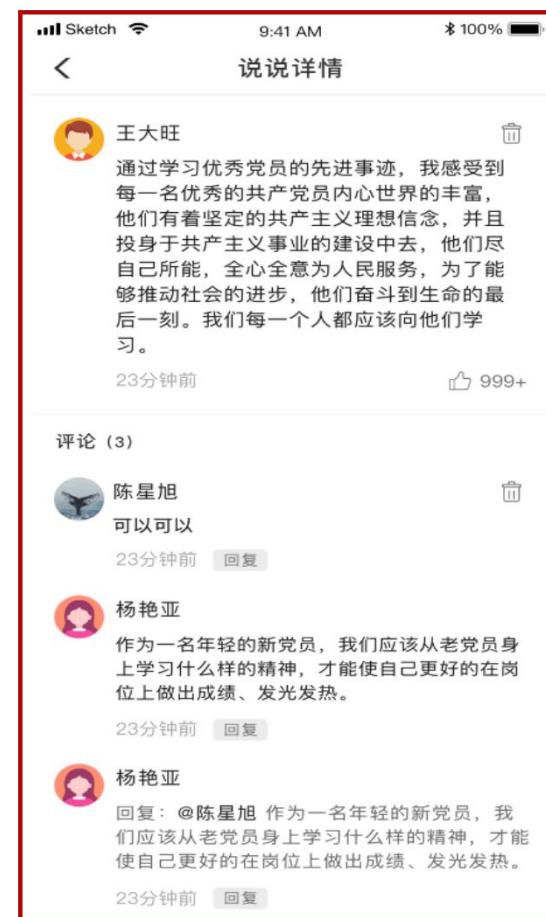 Sketch 9:41 AM 100%
说说详情
王大旺
通过学习优秀党员的先进事迹，我感受到
每一名优秀的共产党员内心世界的丰富，
他们有着坚定的共产主义理想信念，并且
投身于共产主义事业的建设中去，他们尽
自己所能，全心全意为人民服务，为了能
够推动社会的进步，他们奋斗到生命的最
后一刻。我们每一个人都应该向他们学
习。
23分钟前 999+
评论（3）
陈星旭
可以可以
23分钟前 回复
杨艳亚
作为一名年轻的新党员，我们应该从老党员身
上学习什么样的精神，才能使自己更好的在岗
位上做出成绩、发光发热。
23分钟前 回复
杨艳亚
回复：@陈星旭 作为一名年轻的新党员，我
们应该从老党员身上学习什么样的精神，才能
使自己更好的在岗位上做出成绩、发光发热。
23分钟前 回复